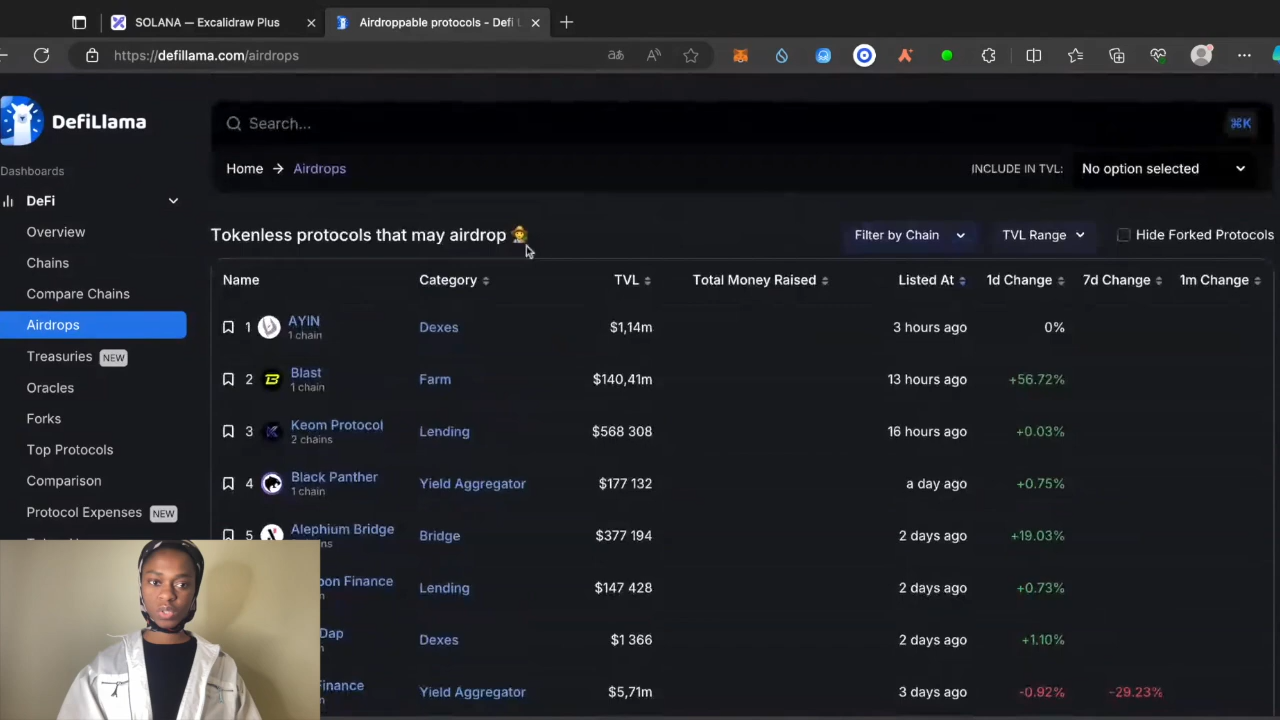 SOLANA — Excalidraw Plus
Airdroppable protocols - Defi L
https://defillama.com/airdrops
DefiLlama
Search...
⌘K
Home → Airdrops
INCLUDE IN TVL: No option selected
Dashboards
DeFi
Overview
Chains
Compare Chains
Airdrops
Treasuries NEW
Oracles
Forks
Top Protocols
Comparison
Protocol Expenses NEW
Tokenless protocols that may airdrop 🧑‍🌾
Filter by Chain
TVL Range
Hide Forked Protocols
Name Category TVL Total Money Raised Listed At 1d Change 7d Change 1m Change
1 AYIN Dexes $1,14m 3 hours ago 0%
1 chain
2 Blast Farm $140,41m 13 hours ago +56.72%
1 chain
3 Keom Protocol Lending $568 308 16 hours ago +0.03%
2 chains
4 Black Panther Yield Aggregator $177 132 a day ago +0.75%
1 chain
5 Alephium Bridge Bridge $377 194 2 days ago +19.03%
on Finance Lending $147 428 2 days ago +0.73%
Dap Dexes $1 366 2 days ago +1.10%
Finance Yield Aggregator $5,71m 3 days ago -0.92% -29.23%